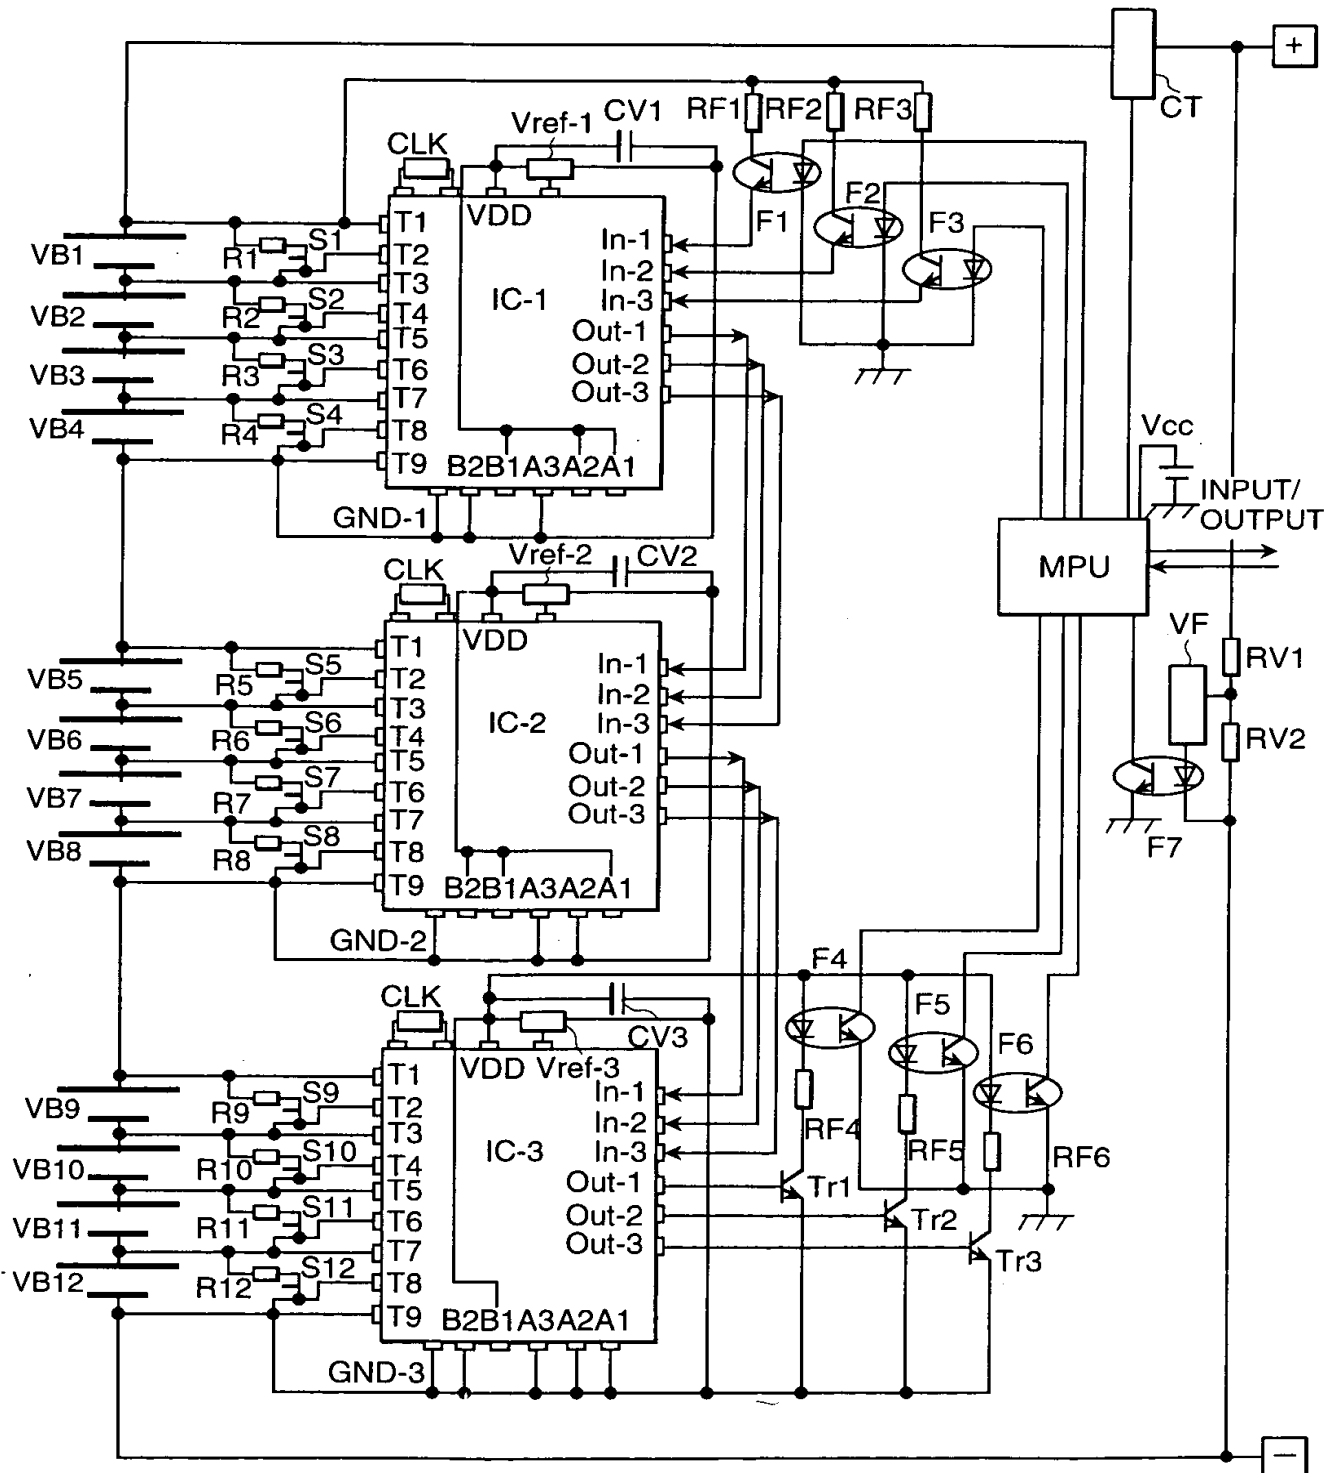 +
CT
RF1 RF2 RF3
CV1
Vref-1
CLK
VDD
F1
F2
F3
VB1
VB2
VB3
VB4
R1
S1
R2
S2
R3
S3
R4
S4
T1
T2
T3
T4
T5
T6
T7
T8
T9
IC-1
In-1
In-2
In-3
Out-1
Out-2
Out-3
B2B1A3A2A1
GND-1
Vcc
INPUT/
OUTPUT
MPU
VF
RV1
RV2
F7
Vref-2
CV2
CLK
VDD
VB5
VB6
VB7
VB8
R5
S5
R6
S6
R7
S7
R8
S8
T1
T2
T3
T4
T5
T6
T7
T8
T9
IC-2
In-1
In-2
In-3
Out-1
Out-2
Out-3
B2B1A3A2A1
GND-2
CLK
CV3
VDD Vref-3
F4
F5
F6
RF4
RF5
RF6
Tr1
Tr2
Tr3
VB9
VB10
VB11
VB12
R9
S9
R10
S10
R11
S11
R12
S12
T1
T2
T3
T4
T5
T6
T7
T8
T9
IC-3
In-1
In-2
In-3
Out-1
Out-2
Out-3
B2B1A3A2A1
GND-3
−